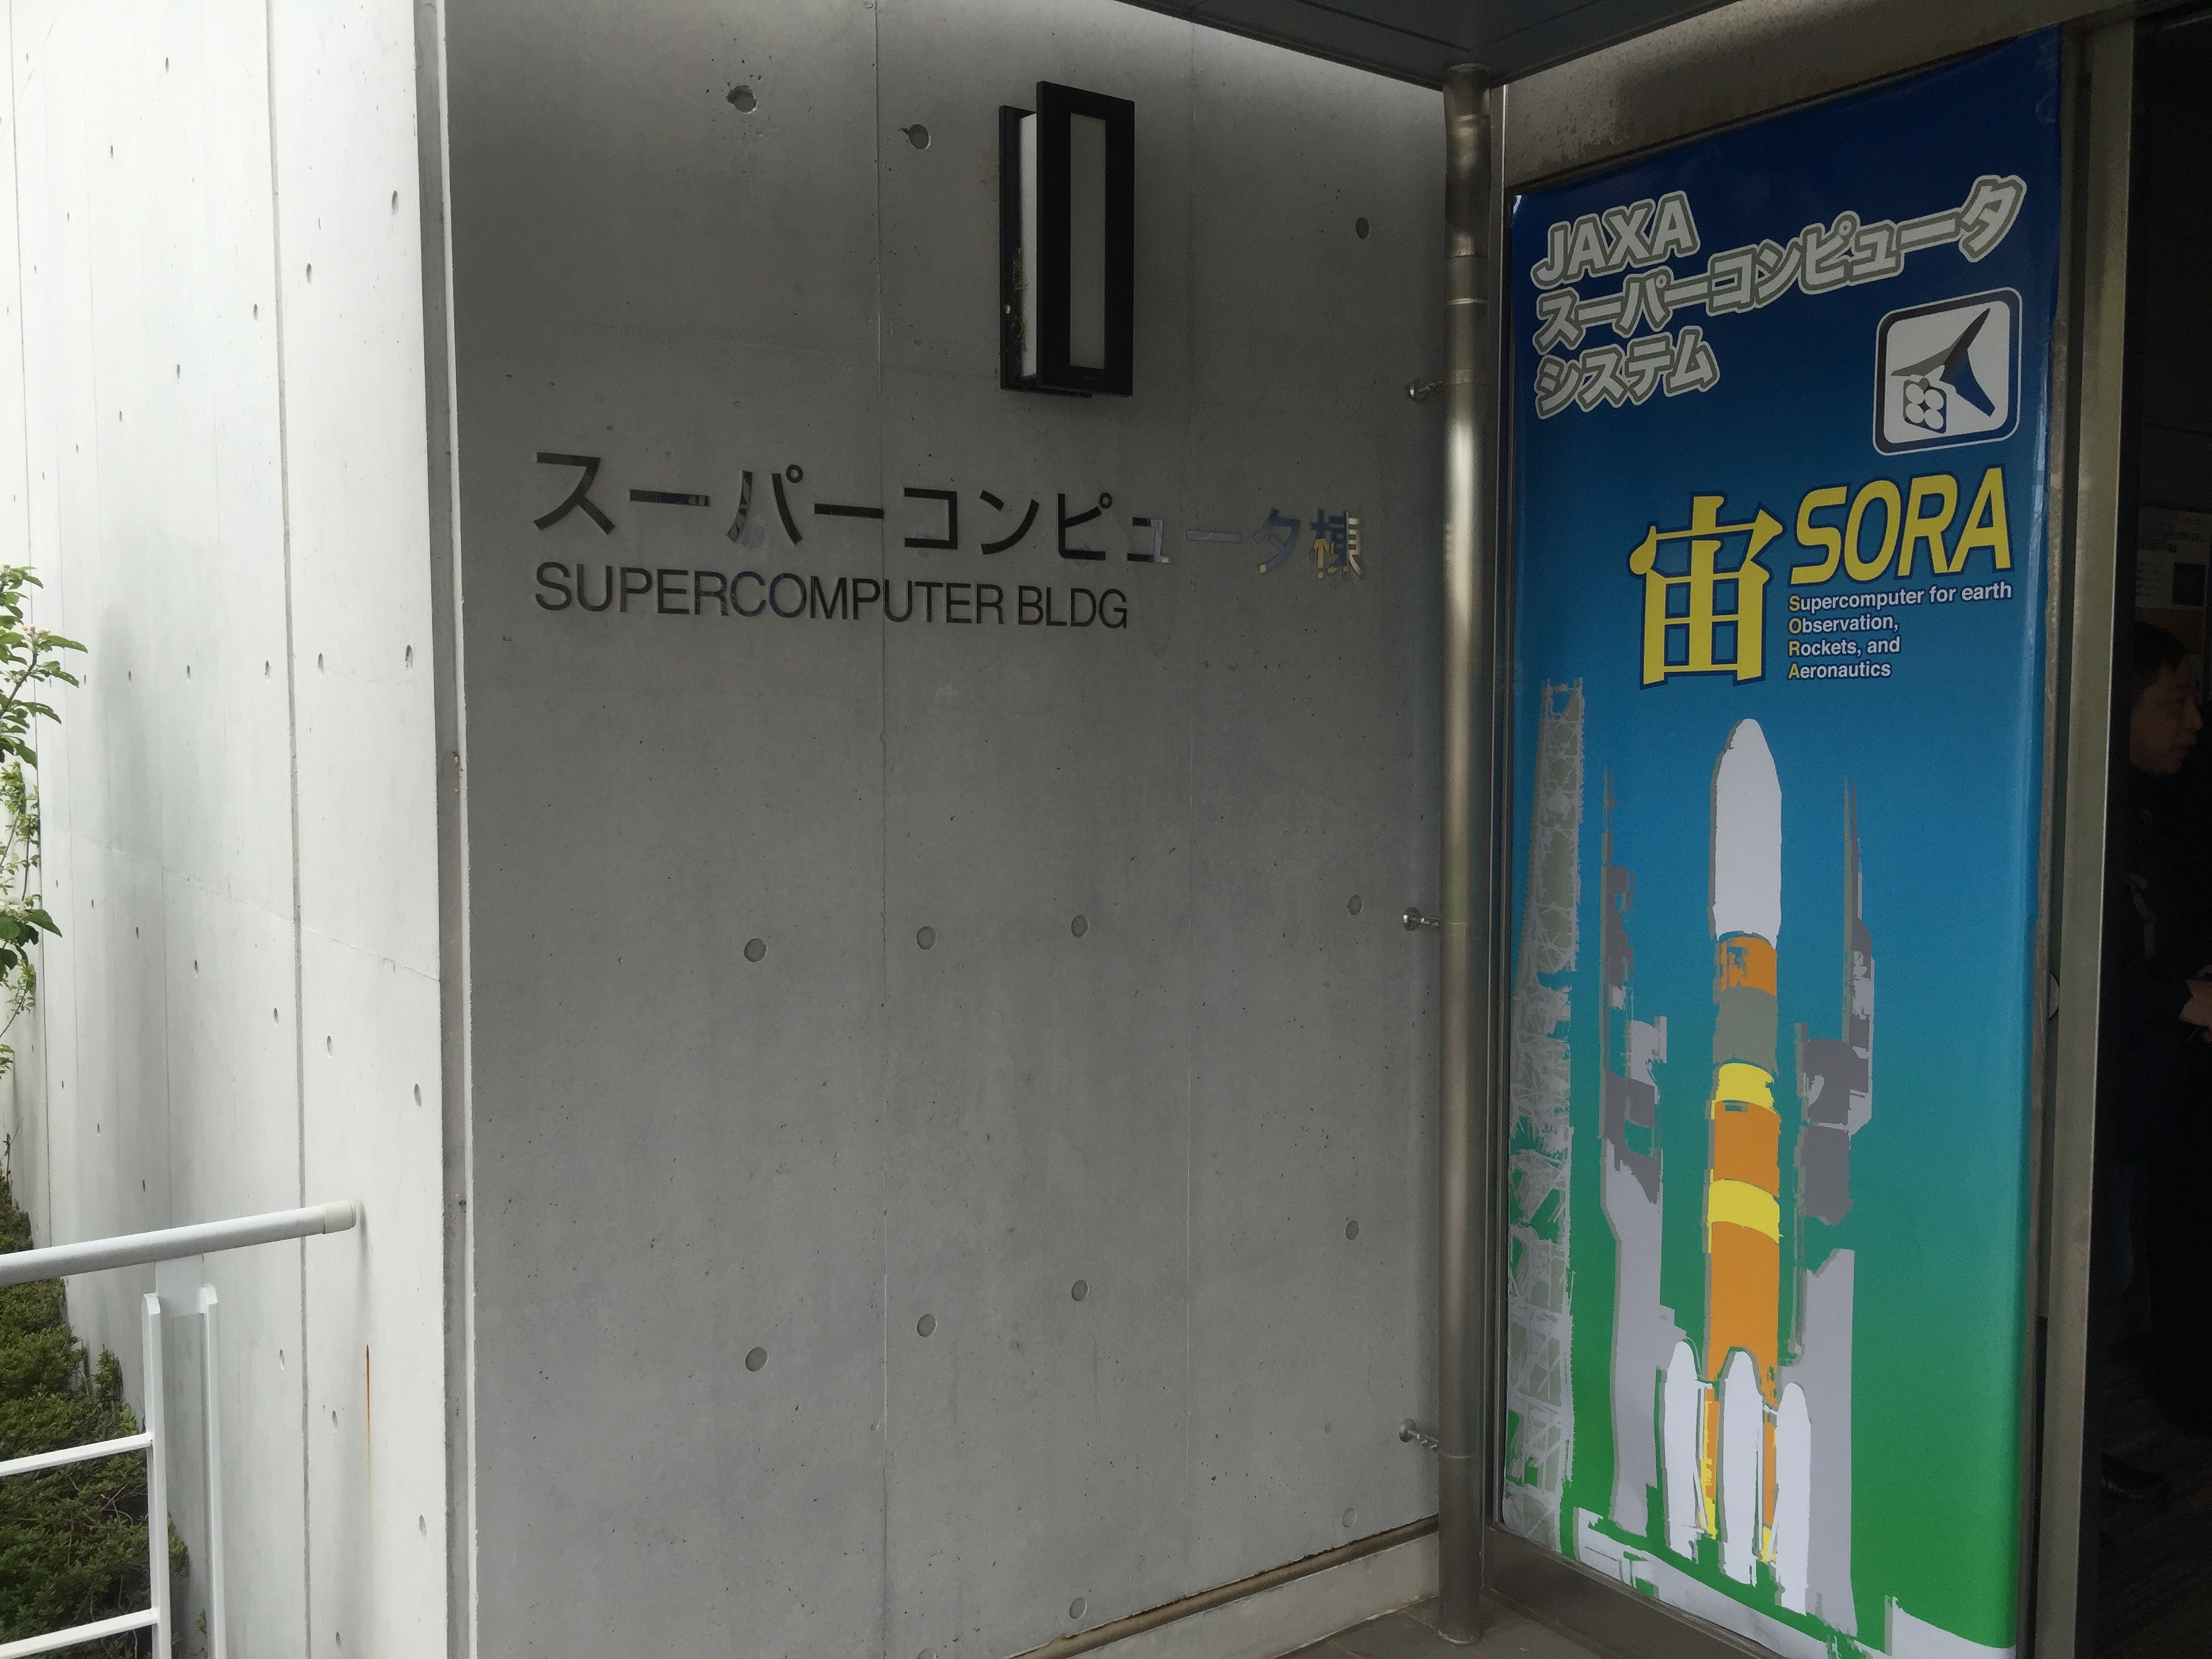 スーパーコンピュータ棟
SUPERCOMPUTER BLDG
JAXA
スーパーコンピュータ
システム
宙 SORA
Supercomputer for earth
Observation,
Rockets, and
Aeronautics